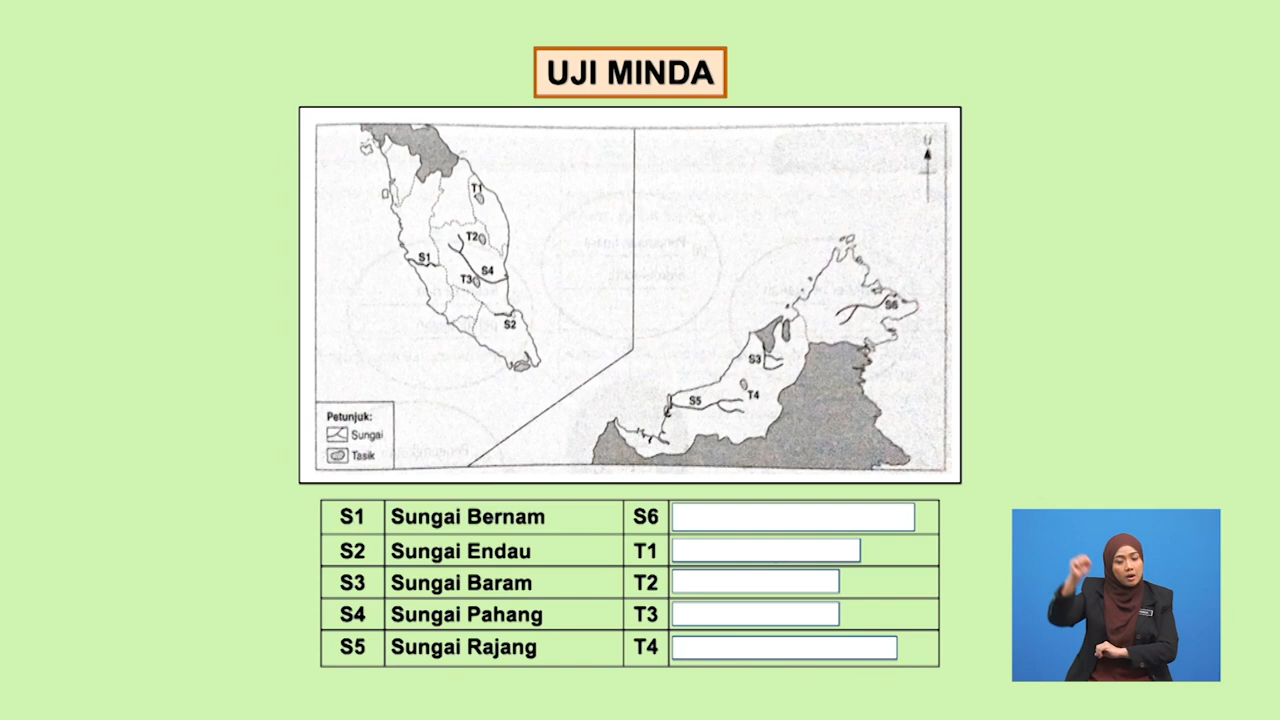 UJI MINDA
U
T1
T2
S1
S4
T3
S2
S6
S3
T4
S5
Petunjuk:
Sungai
Tasik
S1 Sungai Bernam S6
S2 Sungai Endau T1
S3 Sungai Baram T2
S4 Sungai Pahang T3
S5 Sungai Rajang T4